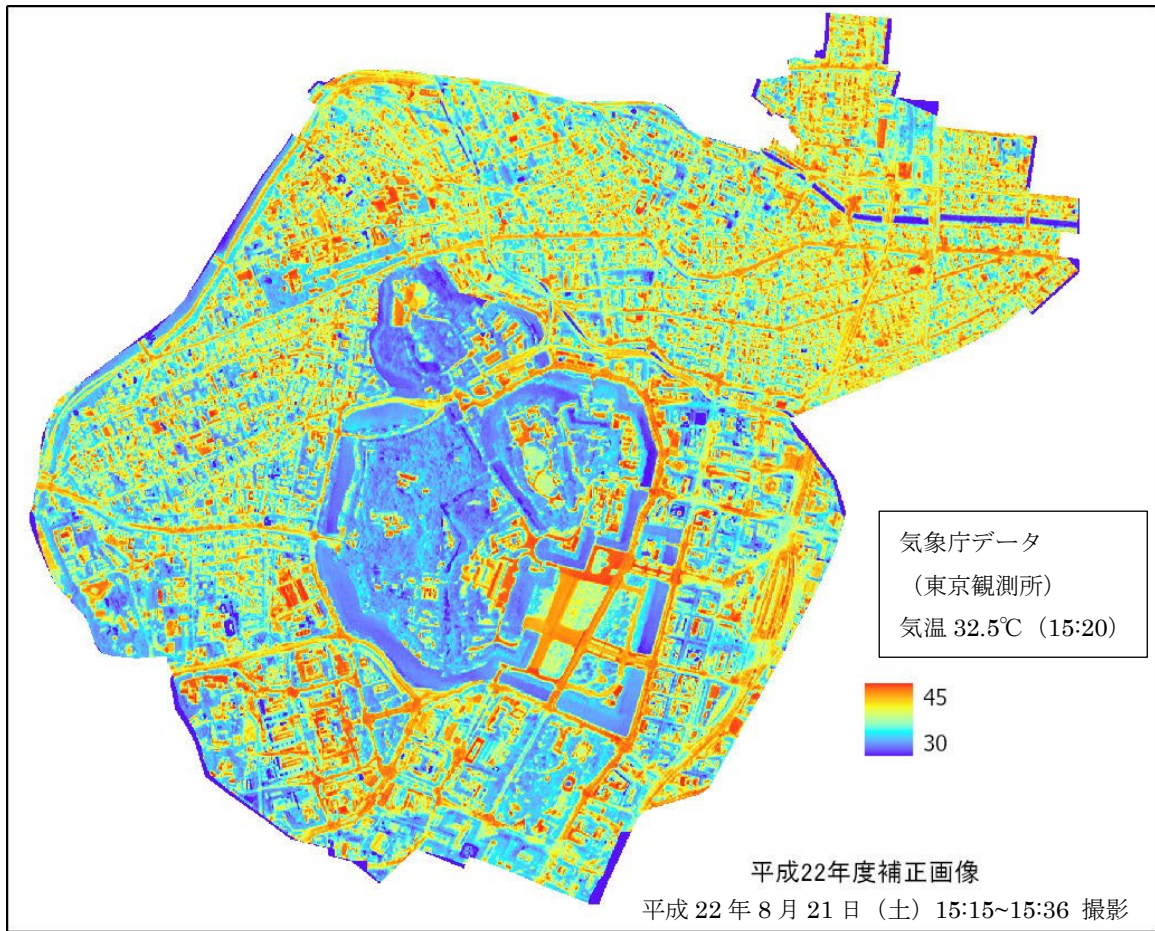 気象庁データ
（東京観測所）
気温 32.5℃（15:20）
45
30
平成22年度補正画像
平成 22 年 8 月 21 日（土）15:15~15:36 撮影